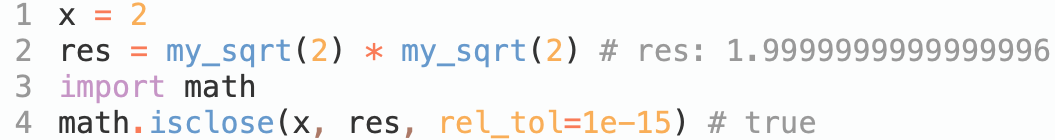 1 x = 2
2 res = my_sqrt(2) * my_sqrt(2) # res: 1.9999999999999996
3 import math
4 math.isclose(x, res, rel_tol=1e-15) # true